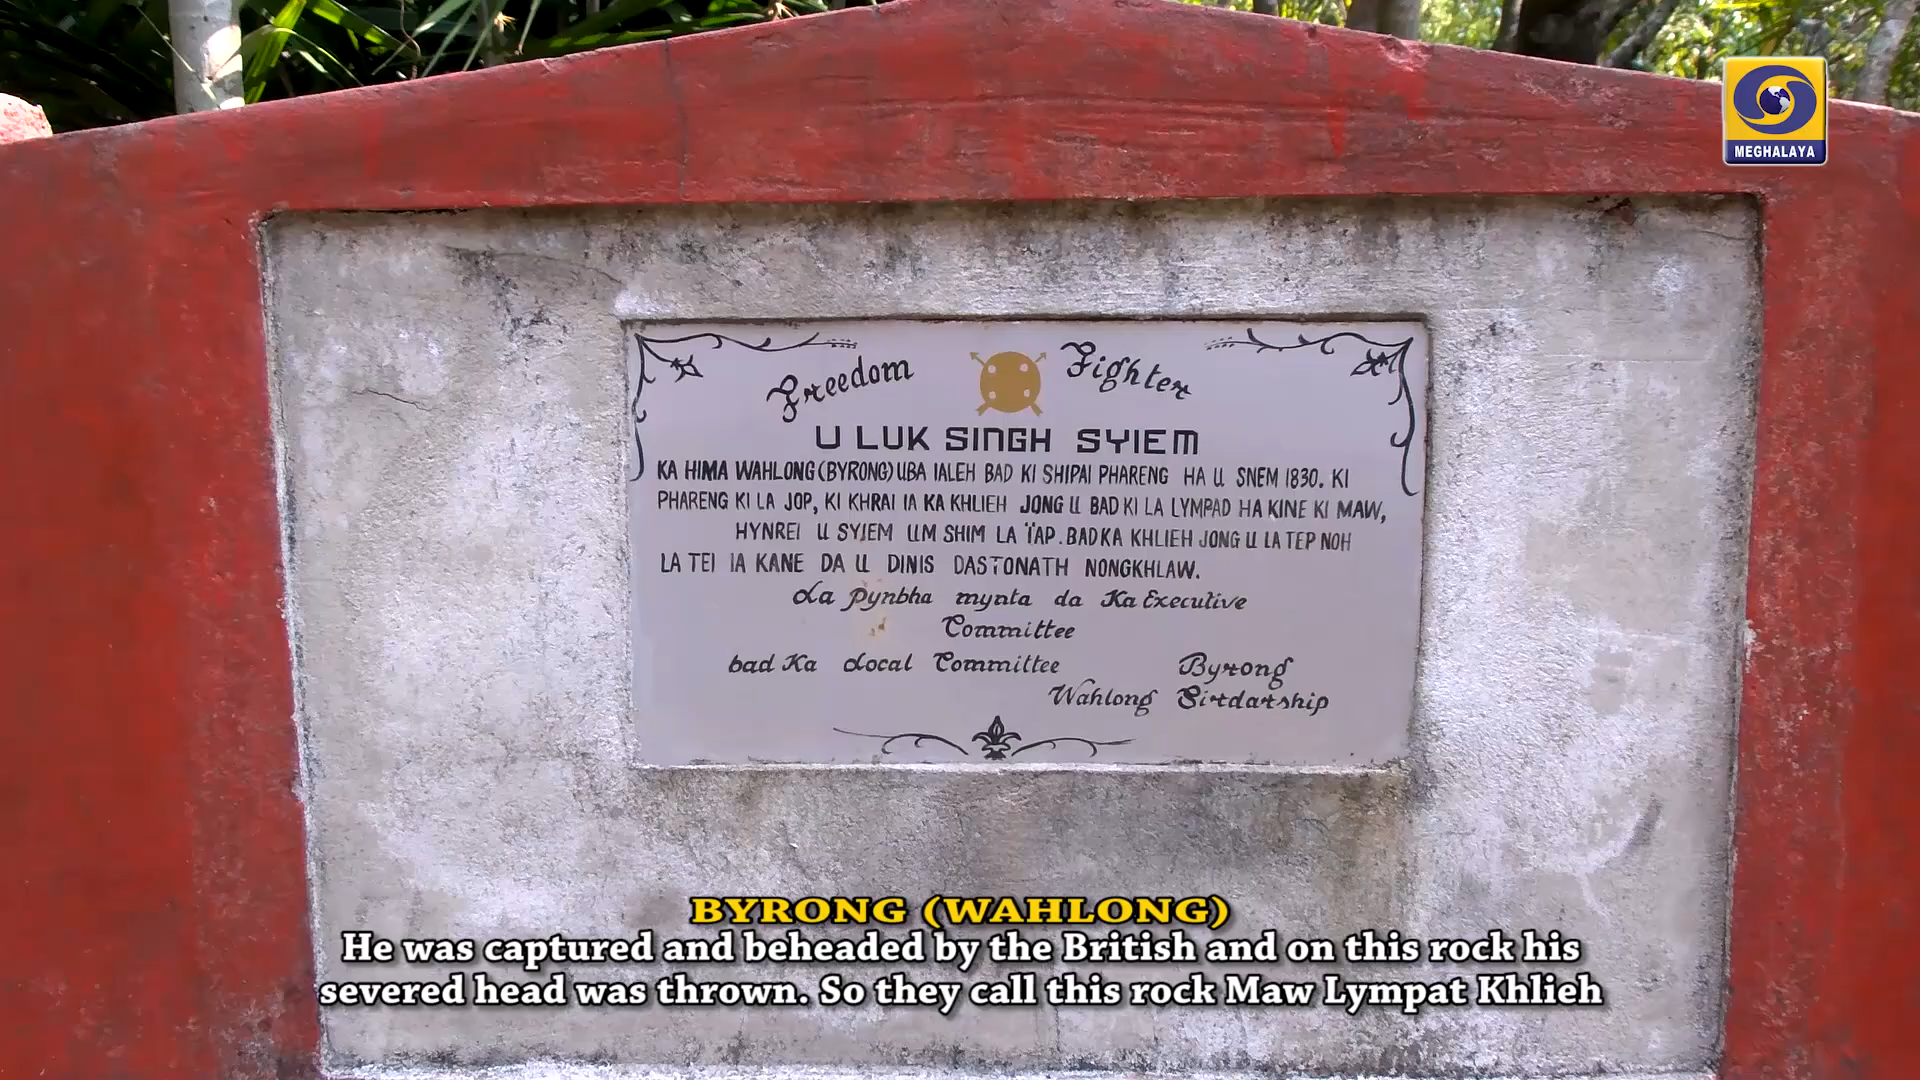 MEGHALAYA
Freedom Fighter
U LUK SINGH SYIEM
KA HIMA WAHLONG (BYRONG) UBA IALEH BAD KI SHIPAI PHARENG HA U SNEM 1830. KI
PHARENG KI LA JOP, KI KHRAI IA KA KHLIEH JONG U BAD KI LA LYMPAD HA KINE KI MAW,
HYNREI U SYIEM UM SHIM LA ÏAP. BAD KA KHLIEH JONG U LA TEP NOH
LA TEI IA KANE DA U DINIS DASTONATH NONGKHLAW.
La Pynbha mynta da Ka Executive
Committee
bad Ka Local Committee Byrong
Wahlong Sirdarship
BYRONG (WAHLONG)
He was captured and beheaded by the British and on this rock his
severed head was thrown. So they call this rock Maw Lympat Khlieh